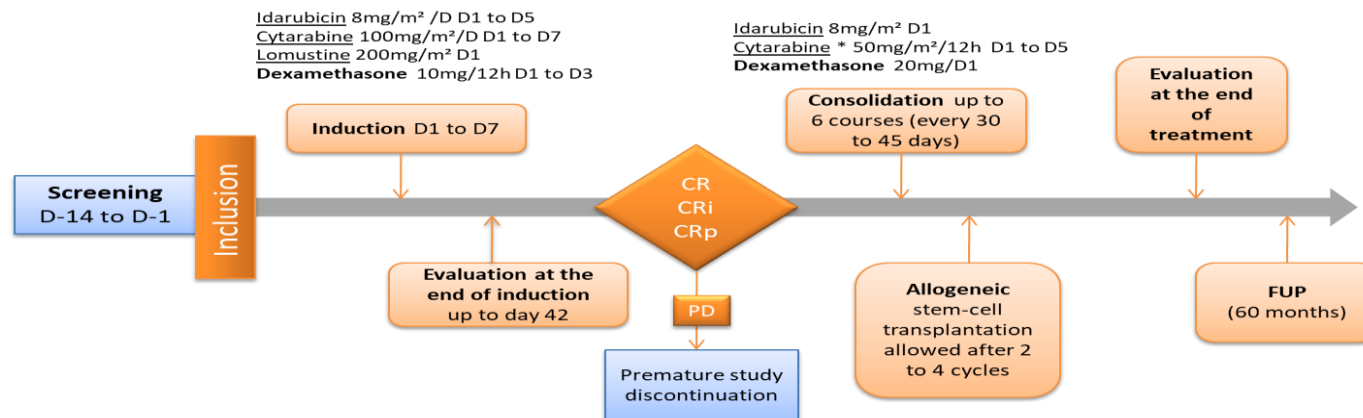 Idarubicin 8mg/m² /D D1 to D5
Cytarabine 100mg/m²/D D1 to D7
Lomustine 200mg/m² D1
Dexamethasone 10mg/12h D1 to D3
Idarubicin 8mg/m² D1
Cytarabine * 50mg/m²/12h D1 to D5
Dexamethasone 20mg/D1
Induction D1 to D7
Consolidation up to
6 courses (every 30
to 45 days)
Evaluation
at the end
of
treatment
Screening
D-14 to D-1
Inclusion
CR
CRi
CRp
Evaluation at the
end of induction
up to day 42
PD
Premature study
discontinuation
Allogeneic
stem-cell
transplantation
allowed after 2
to 4 cycles
FUP
(60 months)